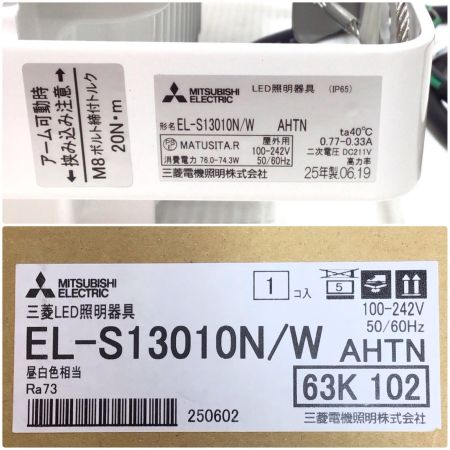 アーム可動時
挟み込み注意
M8ボルト締付トルク
20N・m
MITSUBISHI
ELECTRIC
LED照明器具 (IP65)
形名 EL-S13010N/W AHTN
MATUSITA.R
屋外用
100-242V
50/60Hz
消費電力 76.0-74.3W
三菱電機照明株式会社
ta40℃
0.77-0.33A
二次電圧 DC211V
高力率
25年製.06.19
MITSUBISHI
ELECTRIC
1 コ入
5
三菱LED照明器具
100-242V
50/60Hz
EL-S13010N/W AHTN
昼白色相当
Ra73
63K 102
250602
三菱電機照明株式会社